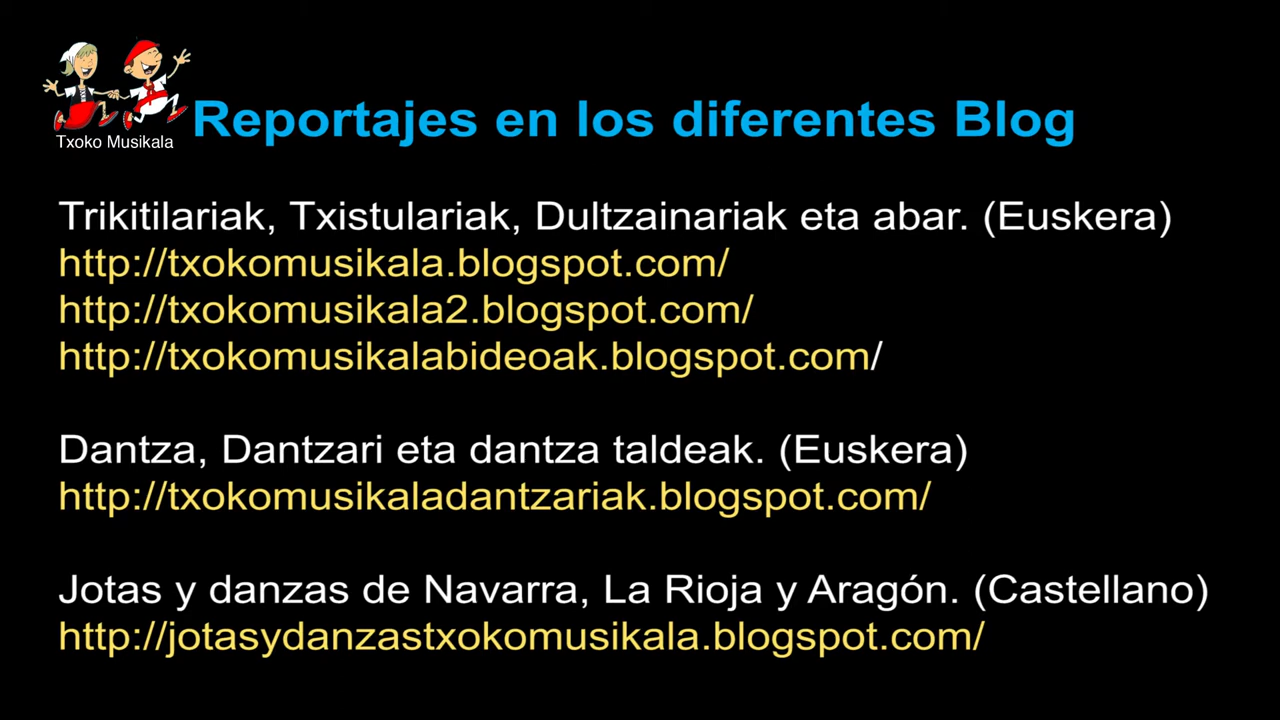 Txoko Musikala
Reportajes en los diferentes Blog
Trikitilariak, Txistulariak, Dultzainariak eta abar. (Euskera)
http://txokomusikala.blogspot.com/
http://txokomusikala2.blogspot.com/
http://txokomusikalabideoak.blogspot.com/
Dantza, Dantzari eta dantza taldeak. (Euskera)
http://txokomusikaladantzariak.blogspot.com/
Jotas y danzas de Navarra, La Rioja y Aragón. (Castellano)
http://jotasydanzastxokomusikala.blogspot.com/